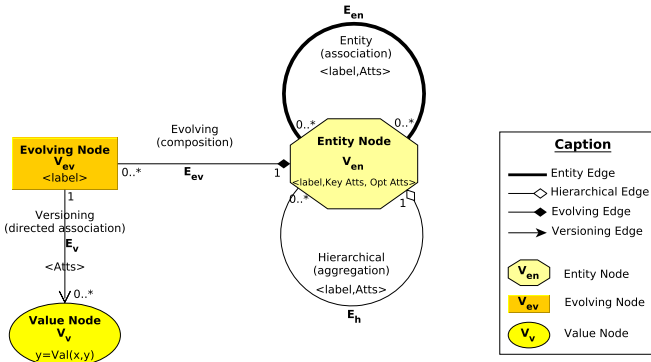 E_en
Entity
(association)
<label,Atts>
0..*
0..*
Evolving
(composition)
E_ev
0..*
1
Evolving Node
V_ev
<label>
Entity Node
V_en
<label,Key Atts, Opt Atts>
0..*
1
1
Versioning
(directed association)
E_v
<Atts>
0..*
Hierarchical
(aggregation)
<label,Atts>
E_h
Value Node
V_v
y=Val(x,y)
Caption
Entity Edge
Hierarchical Edge
Evolving Edge
Versioning Edge
V_en Entity Node
V_ev Evolving Node
V_v Value Node